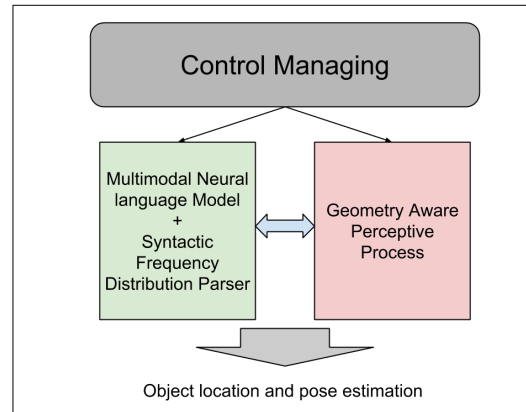 Control Managing
Multimodal Neural
language Model
+
Syntactic
Frequency
Distribution Parser
Geometry Aware
Perceptive
Process
Object location and pose estimation